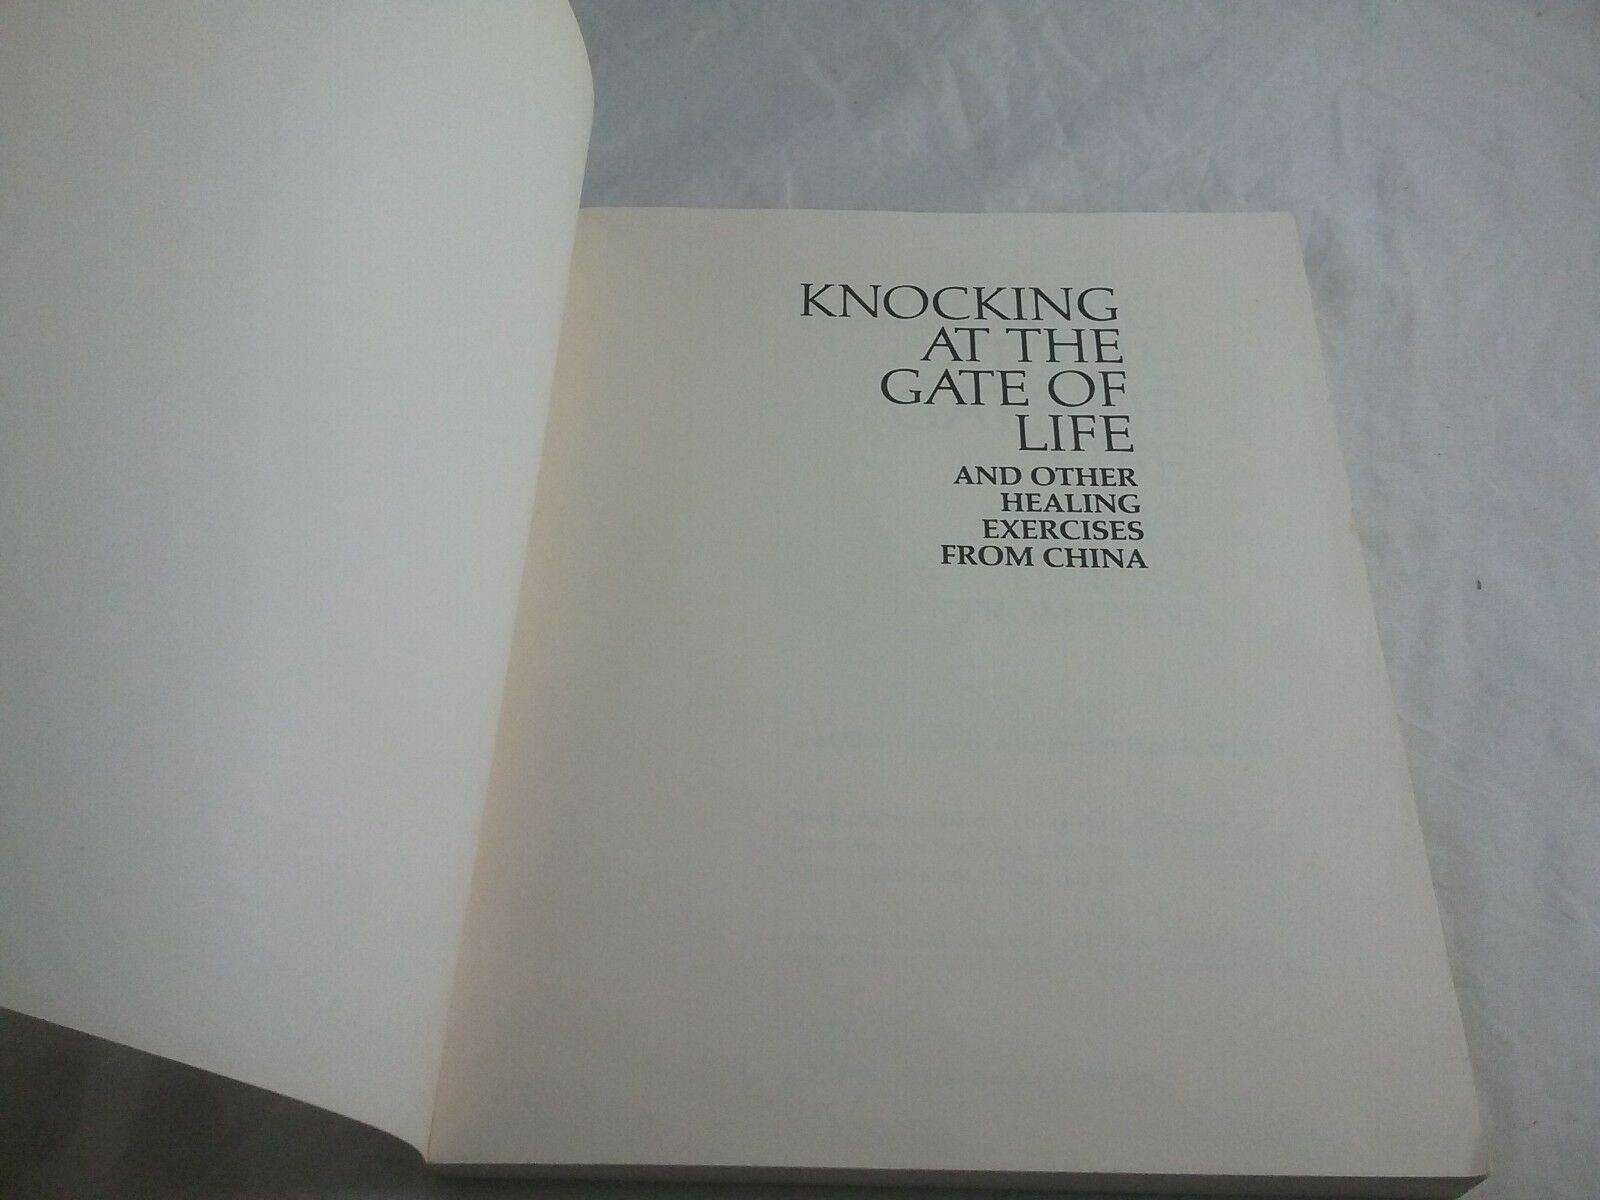 KNOCKING
AT THE
GATE OF
LIFE
AND OTHER
HEALING
EXERCISES
FROM CHINA